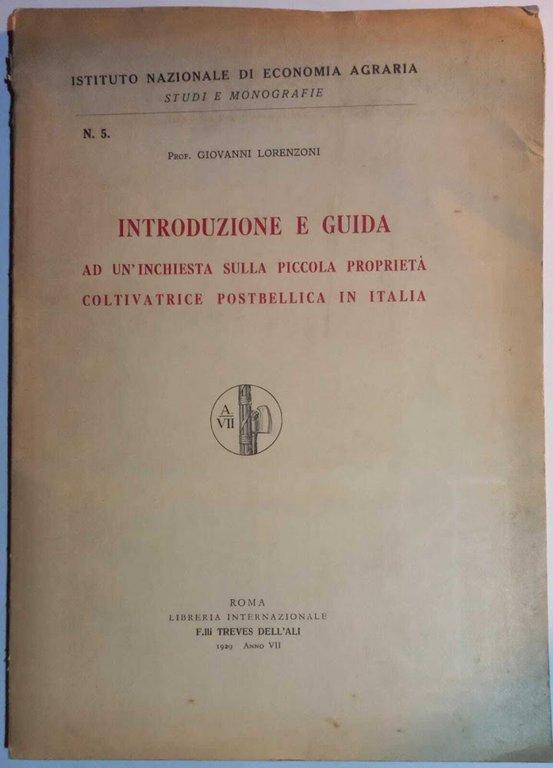 ISTITUTO NAZIONALE DI ECONOMIA AGRARIA
STUDI E MONOGRAFIE
N. 5.
Prof. GIOVANNI LORENZONI
INTRODUZIONE E GUIDA
AD UN'INCHIESTA SULLA PICCOLA PROPRIETÀ
COLTIVATRICE POSTBELLICA IN ITALIA
A.
VII
ROMA
LIBRERIA INTERNAZIONALE
F.lli TREVES DELL'ALI
1929 Anno VII